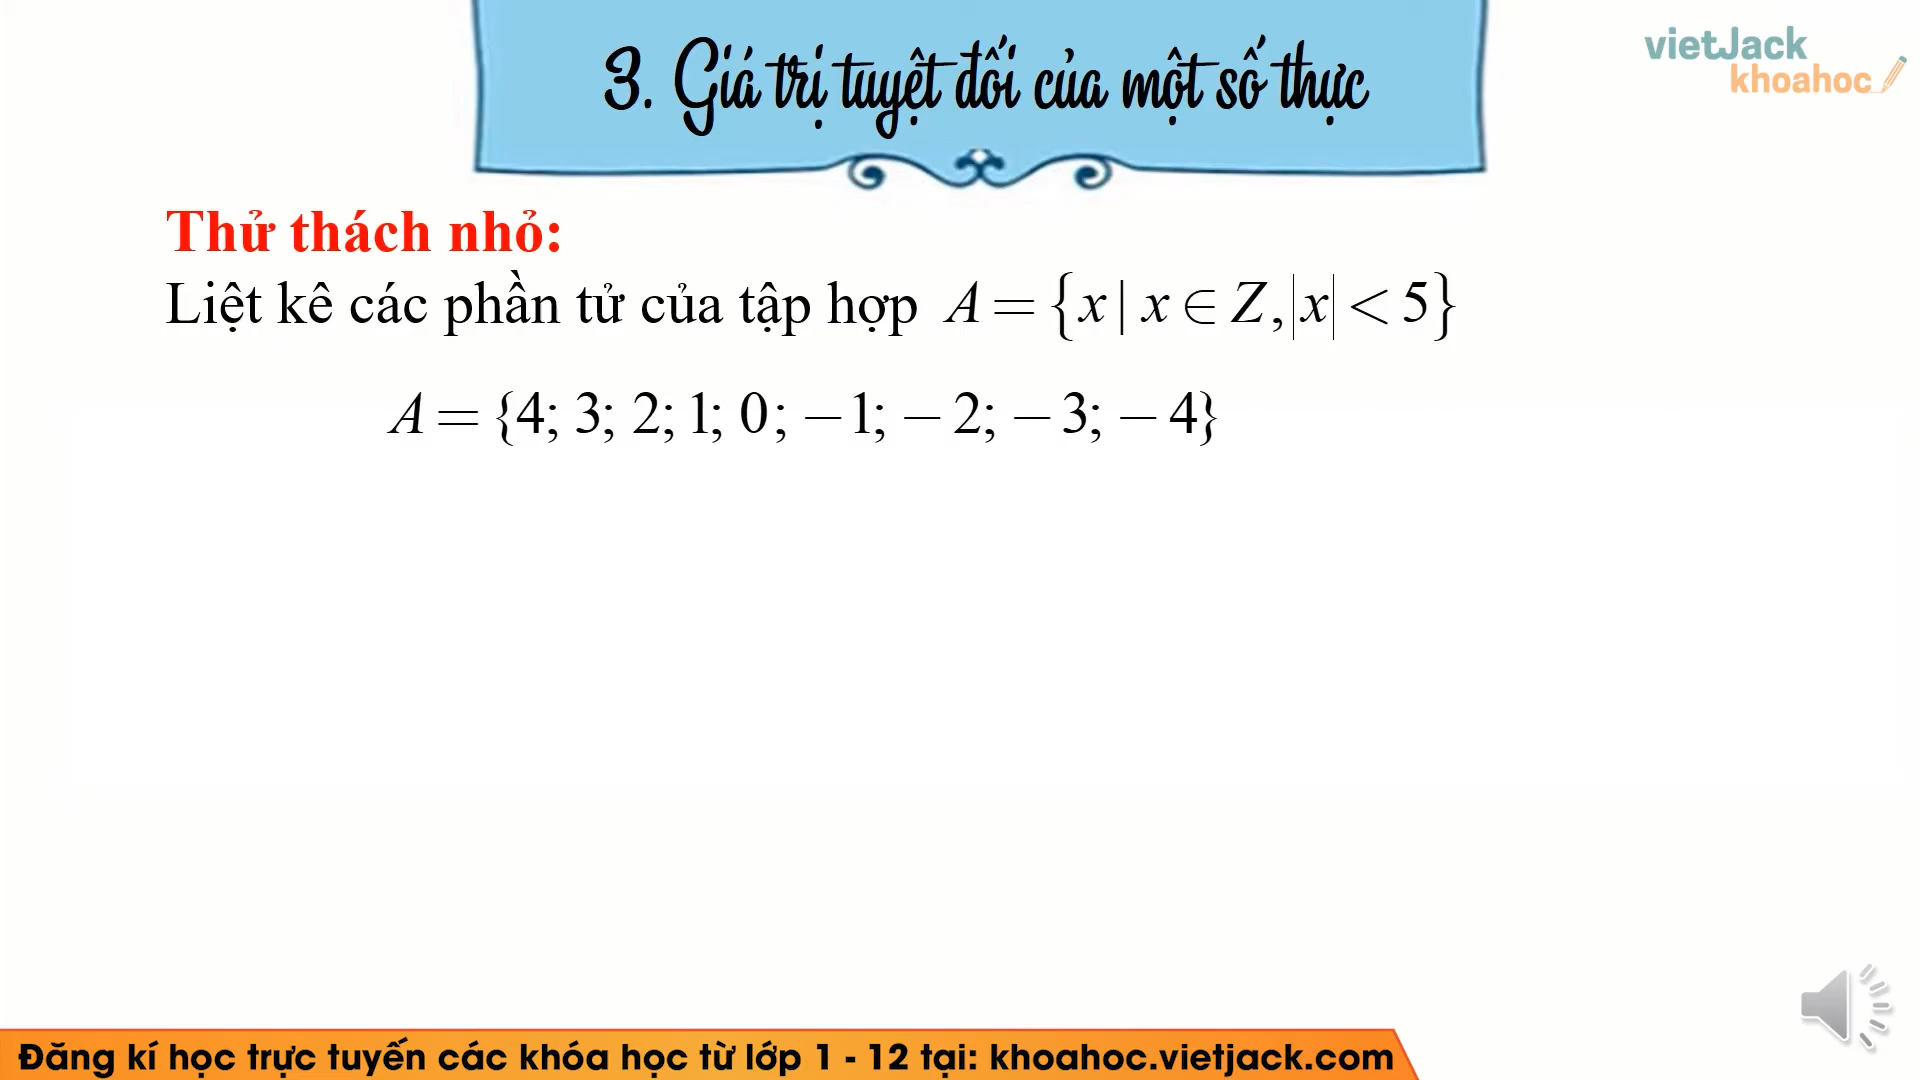 3. Giá trị tuyệt đối của một số thực
vietJack
khoahoc
Thử thách nhỏ:
Liệt kê các phần tử của tập hợp A = {x | x ∈ Z, |x| < 5}
A = {4; 3; 2; 1; 0; −1; −2; −3; −4}
Đăng kí học trực tuyến các khóa học từ lớp 1 - 12 tại: khoahoc.vietjack.com